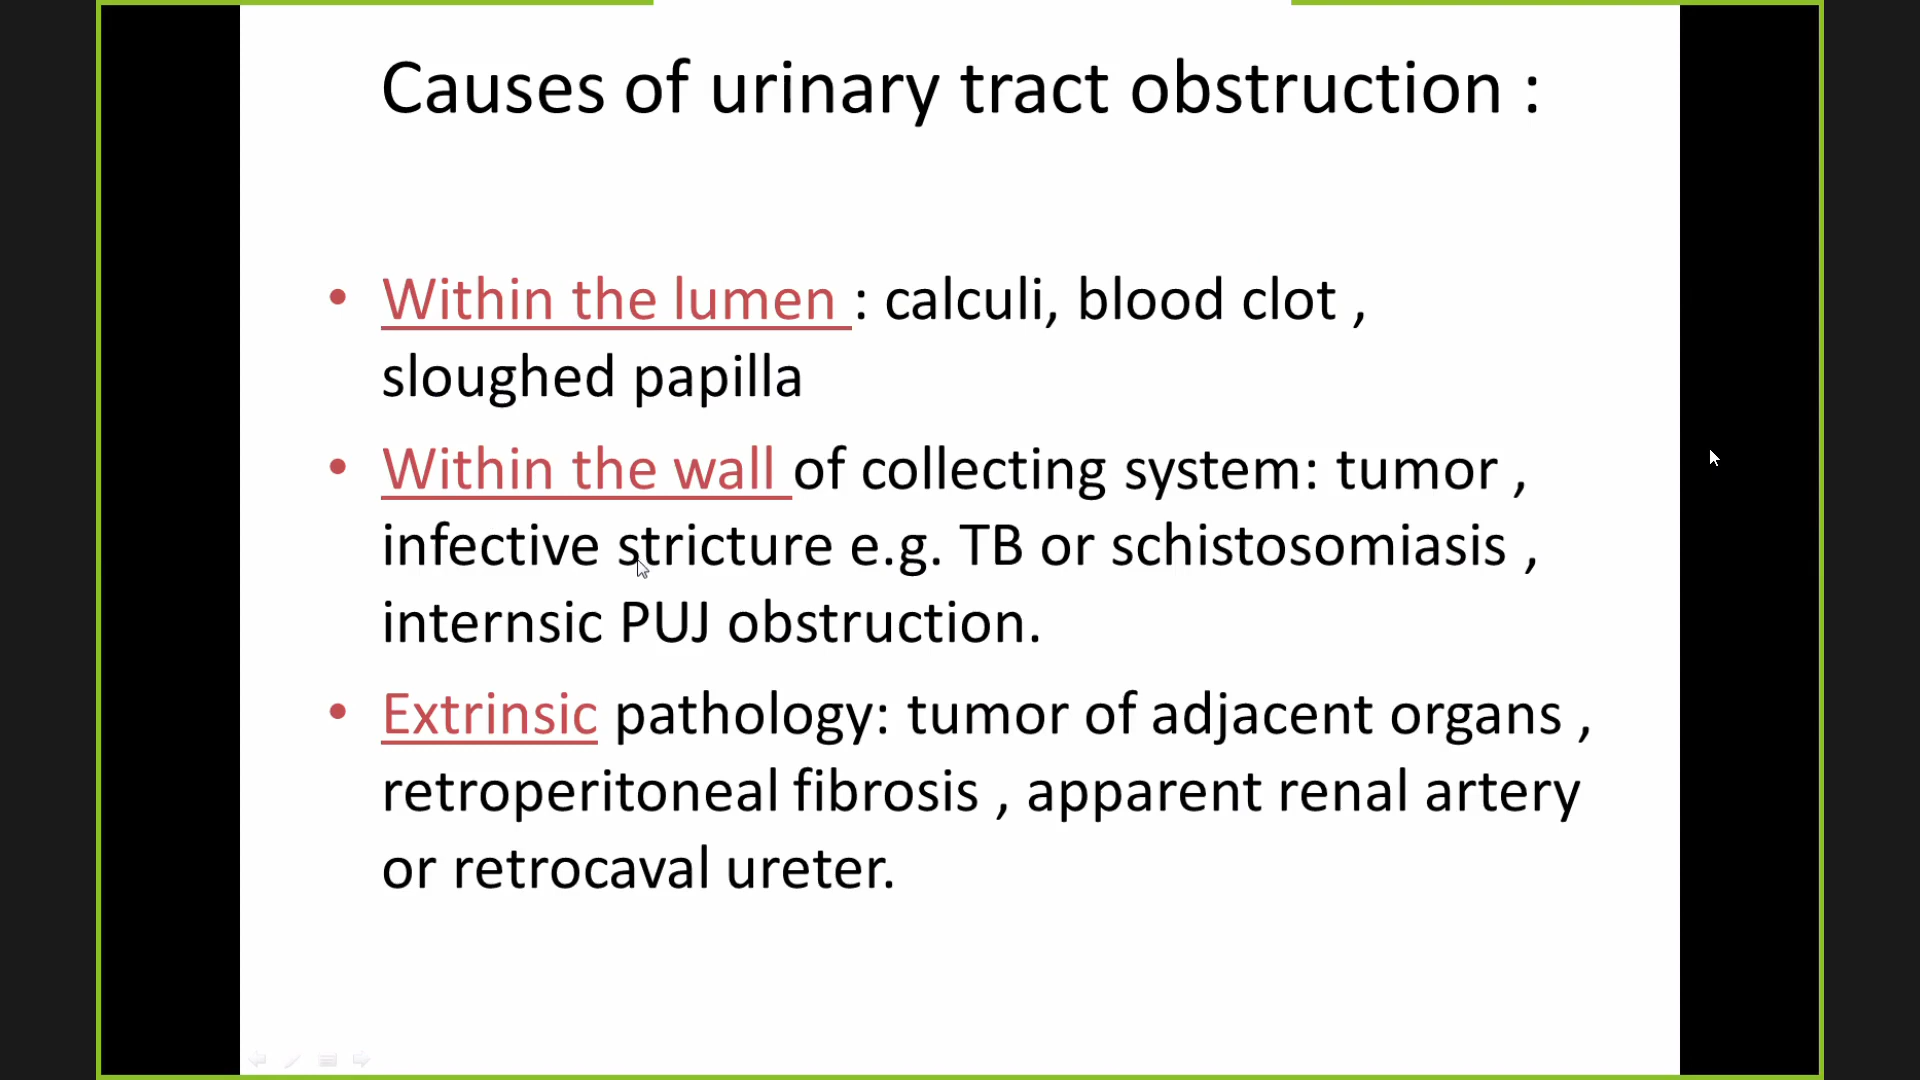 Causes of urinary tract obstruction :
• Within the lumen : calculi, blood clot ,
sloughed papilla
• Within the wall of collecting system: tumor ,
infective stricture e.g. TB or schistosomiasis ,
internsic PUJ obstruction.
• Extrinsic pathology: tumor of adjacent organs ,
retroperitoneal fibrosis , apparent renal artery
or retrocaval ureter.